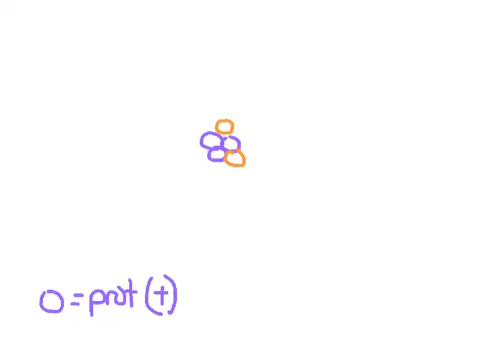 O = prot (+)